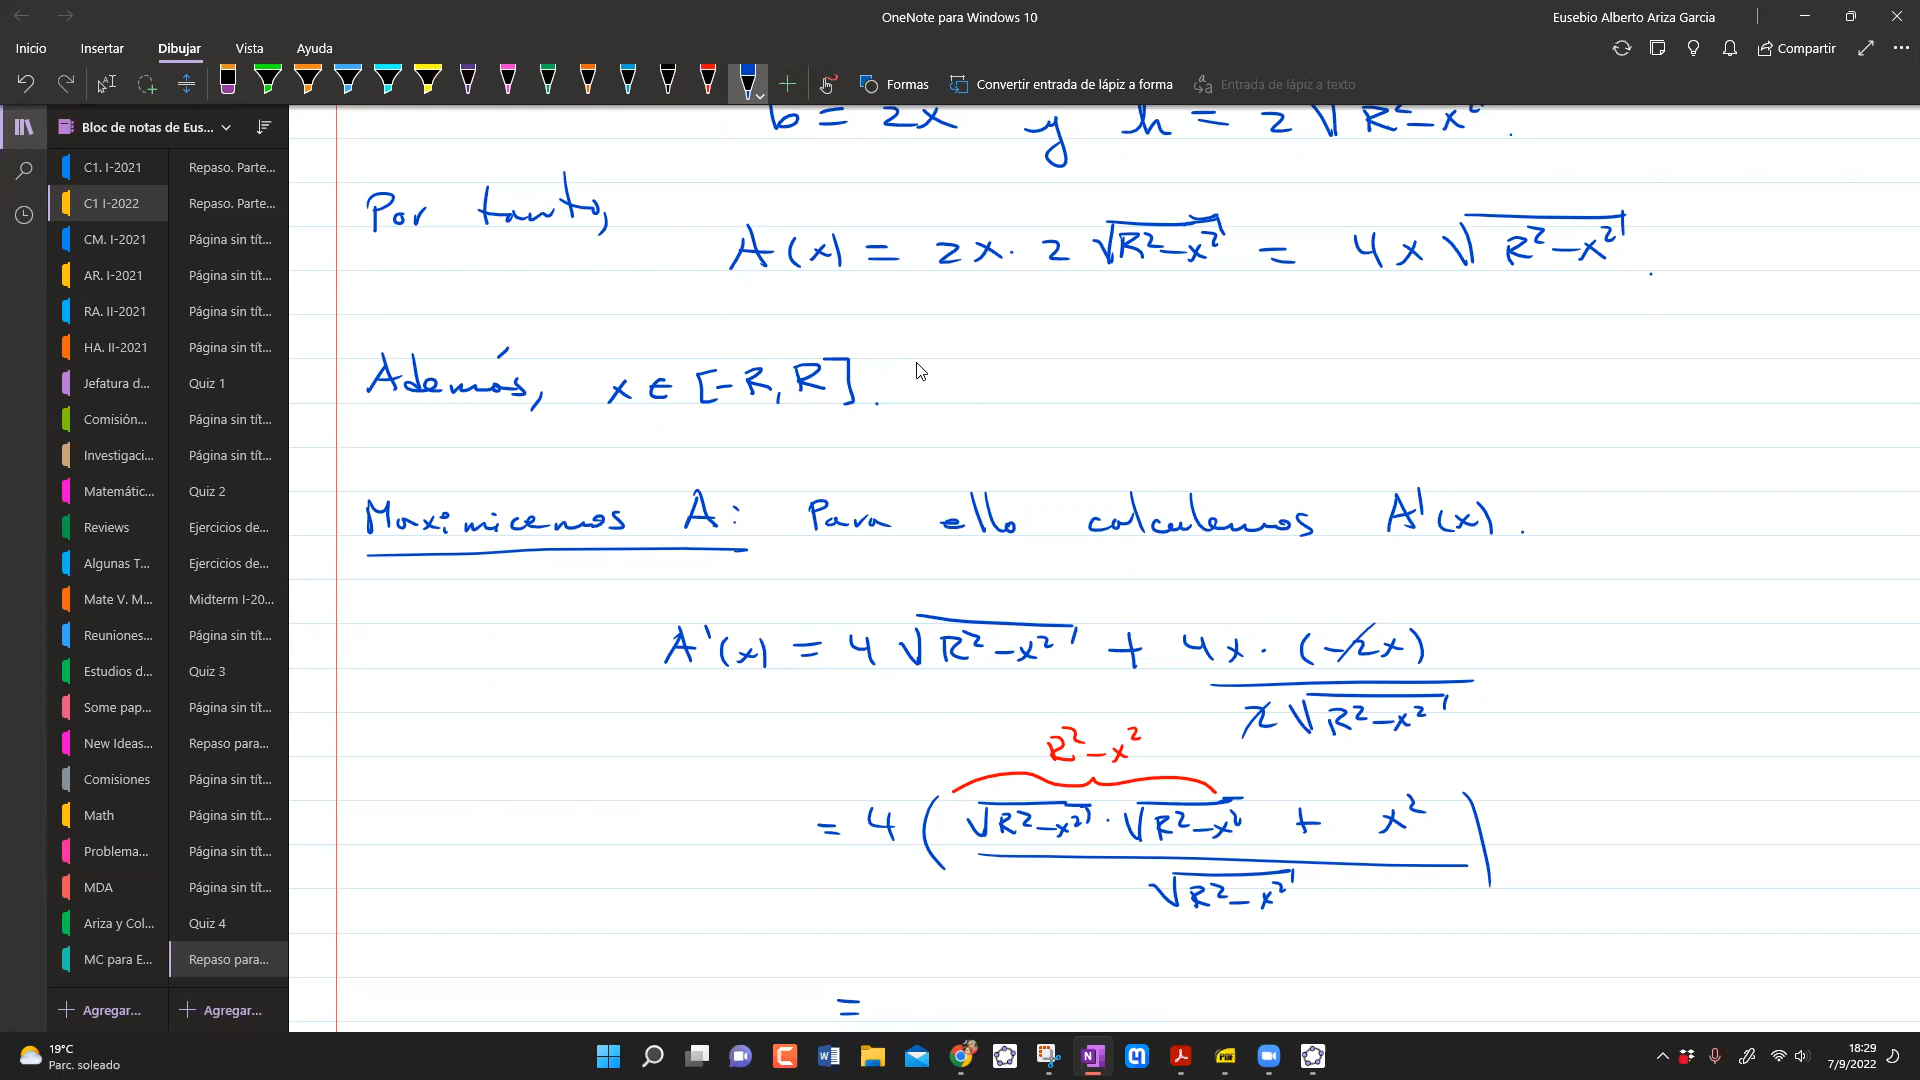 OneNote para Windows 10
Eusebio Alberto Ariza Garcia
Inicio Insertar Dibujar Vista Ayuda
Compartir
Formas Convertir entrada de lápiz a forma Entrada de lápiz a texto
Bloc de notas de Eus...
C1. I-2021
C1 I-2022
CM. I-2021
AR. I-2021
RA. II-2021
HA. II-2021
Jefatura d...
Comisión...
Investigaci...
Matemátic...
Reviews
Algunas T...
Mate V. M...
Reuniones...
Estudios d...
Some pap...
New Ideas...
Comisiones
Math
Problema...
MDA
Ariza y Col...
MC para E...
Agregar...
Repaso. Parte...
Repaso. Parte...
Página sin tít...
Página sin tít...
Página sin tít...
Página sin tít...
Quiz 1
Página sin tít...
Página sin tít...
Quiz 2
Ejercicios de...
Ejercicios de...
Midterm I-20...
Página sin tít...
Quiz 3
Página sin tít...
Repaso para...
Página sin tít...
Página sin tít...
Página sin tít...
Página sin tít...
Quiz 4
Repaso para...
Agregar...
b = 2x y h = 2 √R²-x².
Por tanto,
A(x) = 2x · 2 √R²-x² = 4x √R²-x².
Además, x ∈ [-R, R].
Maximicemos A: Para ello calculemos A'(x).
A'(x) = 4 √R²-x² + 4x · (-2x)
2 √R²-x²
R²-x²
= 4 ( √R²-x² · √R²-x² + x² )
√R²-x²
=
19°C
Parc. soleado
18:29
7/9/2022